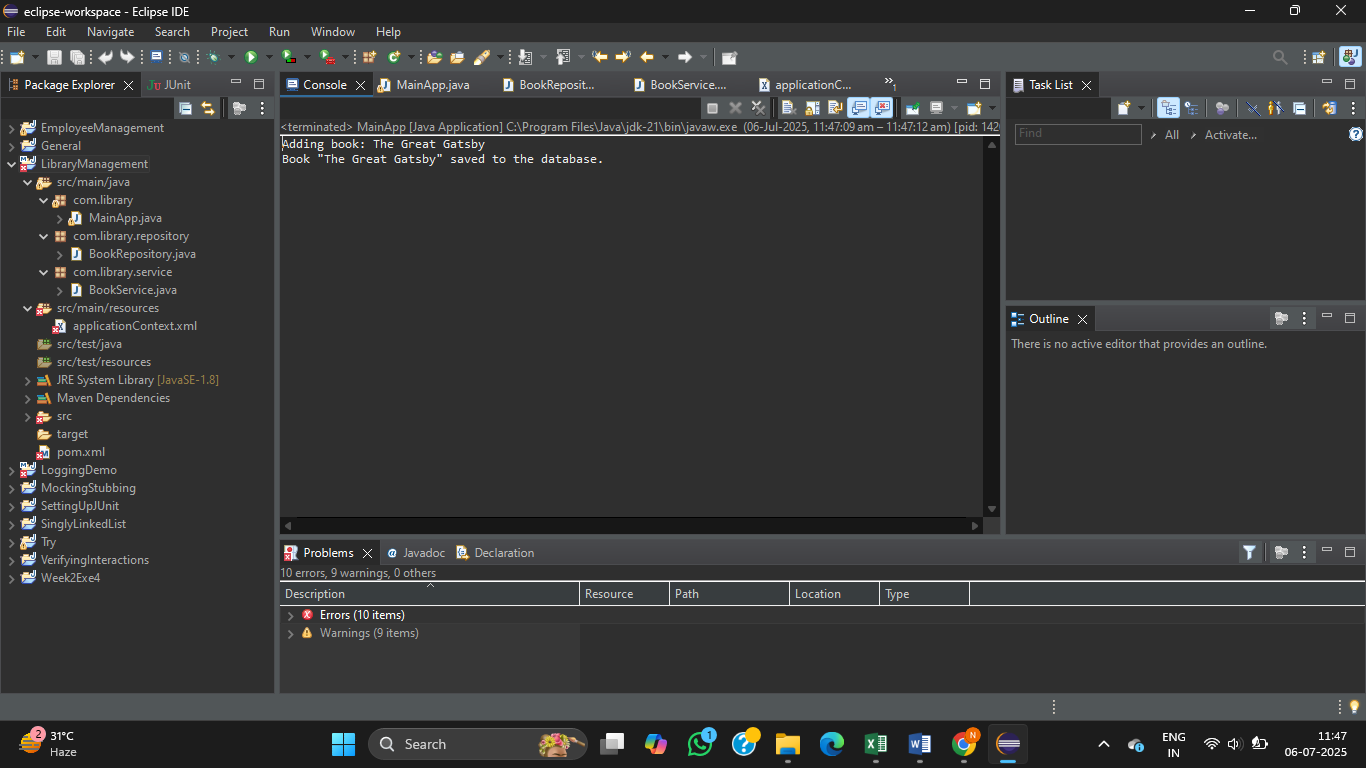 eclipse-workspace - Eclipse IDE
File Edit Navigate Search Project Run Window Help
Package Explorer JUnit
EmployeeManagement
General
LibraryManagement
src/main/java
com.library
MainApp.java
com.library.repository
BookRepository.java
com.library.service
BookService.java
src/main/resources
applicationContext.xml
src/test/java
src/test/resources
JRE System Library [JavaSE-1.8]
Maven Dependencies
src
target
pom.xml
LoggingDemo
MockingStubbing
SettingUpJUnit
SinglyLinkedList
Try
VerifyingInteractions
Week2Exe4
Console MainApp.java BookReposit... BookService.... applicationC... »1
<terminated> MainApp [Java Application] C:\Program Files\Java\jdk-21\bin\javaw.exe (06-Jul-2025, 11:47:09 am – 11:47:12 am) [pid: 142
Adding book: The Great Gatsby
Book "The Great Gatsby" saved to the database.
Task List
Find All Activate...
Outline
There is no active editor that provides an outline.
Problems Javadoc Declaration
10 errors, 9 warnings, 0 others
Description Resource Path Location Type
Errors (10 items)
Warnings (9 items)
2 31°C
Haze
Search
1
N
ENG
IN
11:47
06-07-2025